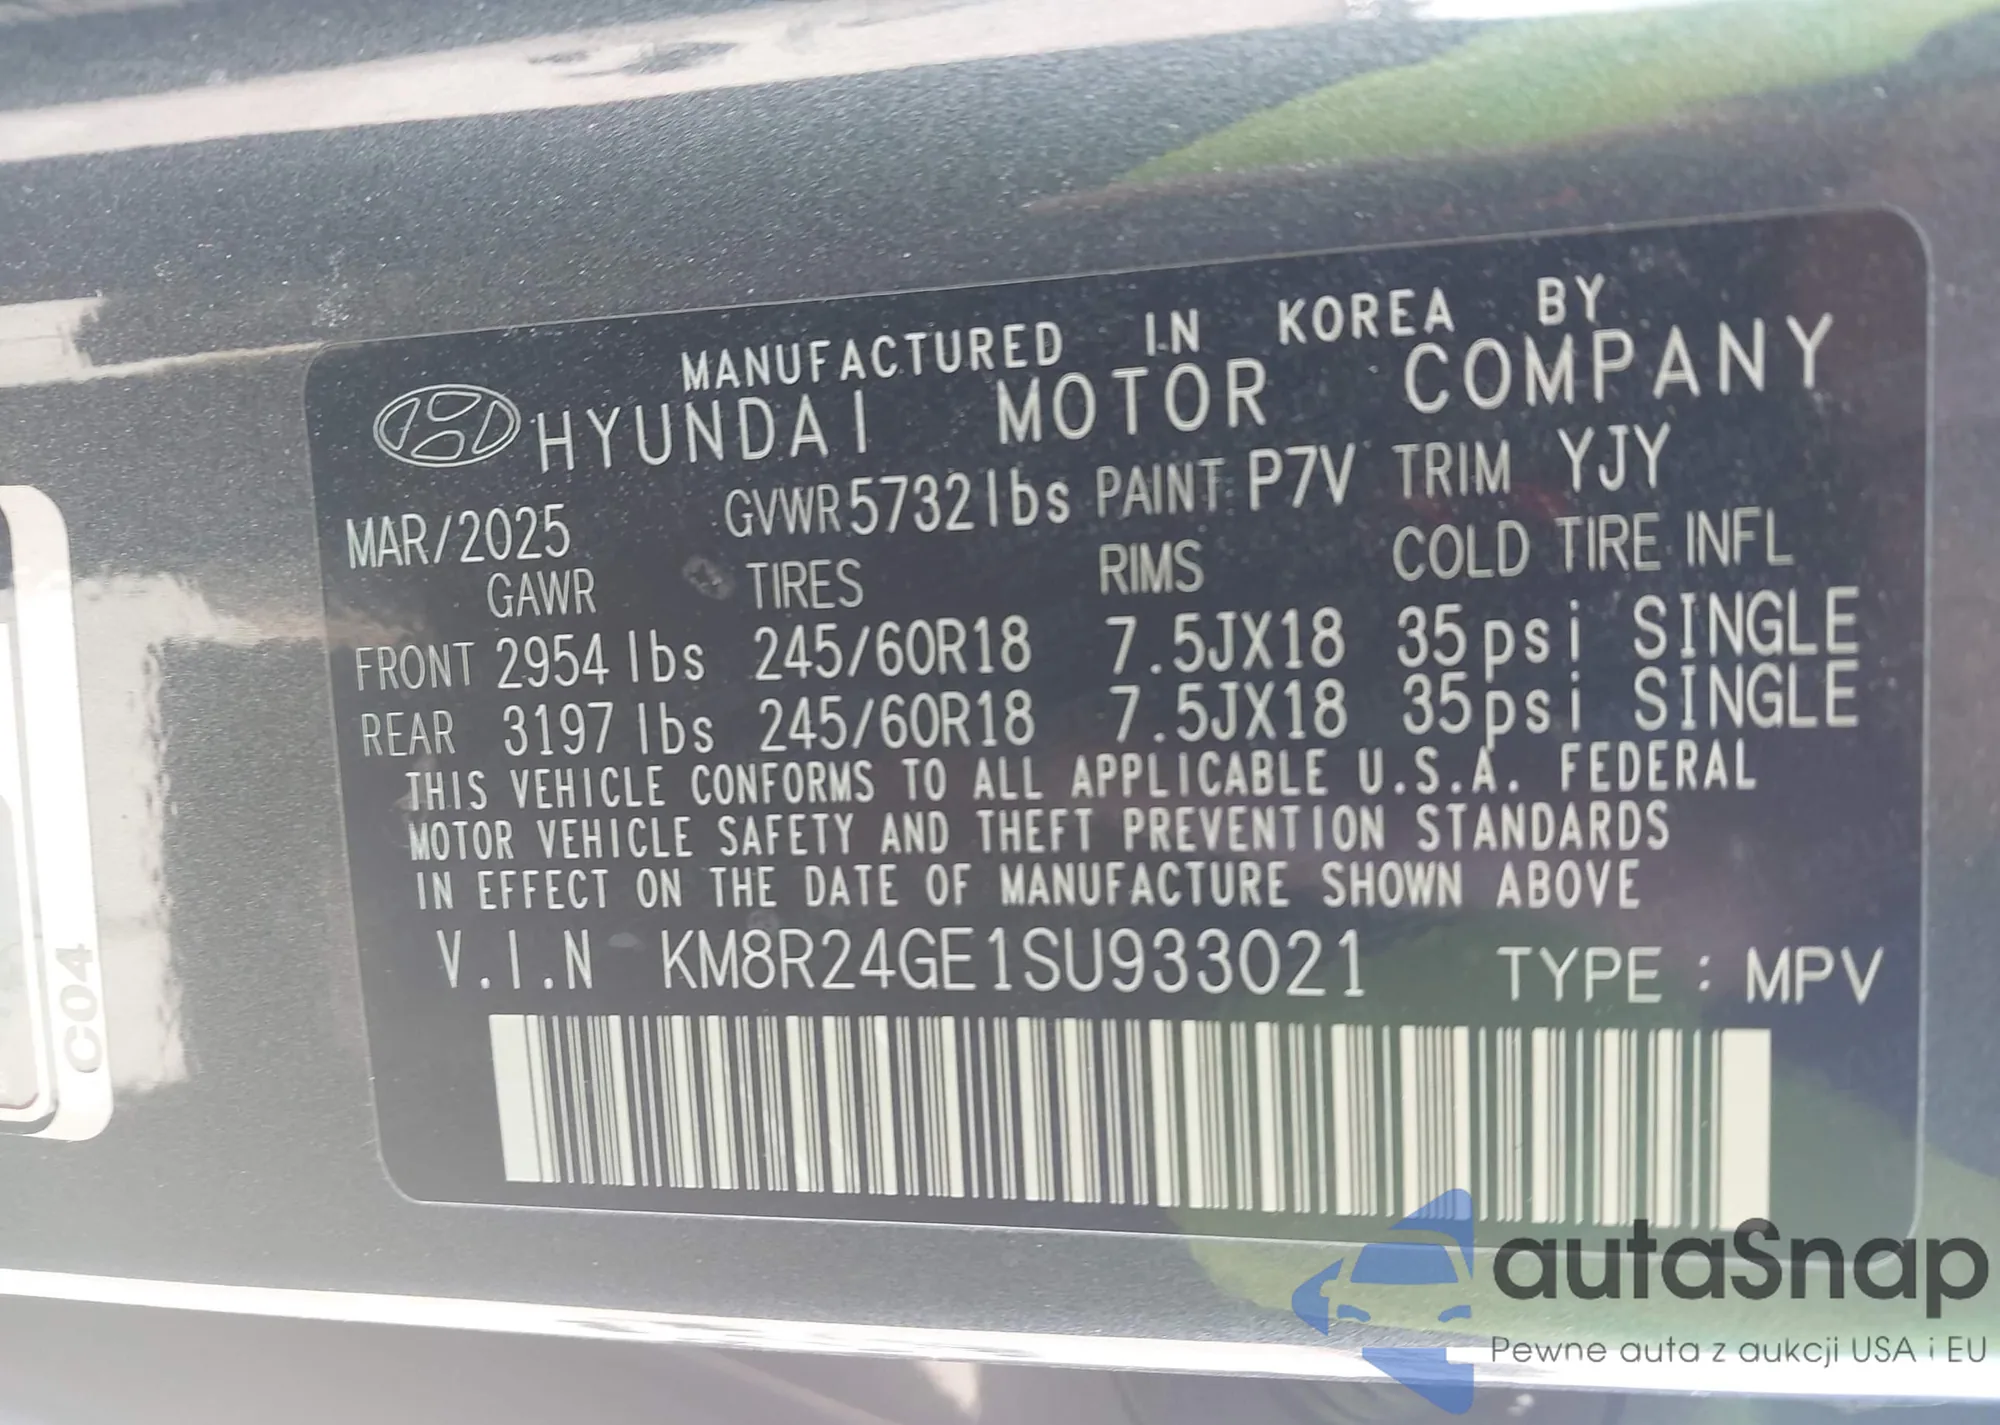 MANUFACTURED IN KOREA BY
HYUNDAI MOTOR COMPANY
MAR/2025 GVWR 5732 lbs PAINT P7V TRIM YJY
GAWR TIRES RIMS COLD TIRE INFL
FRONT 2954 lbs 245/60R18 7.5JX18 35psi SINGLE
REAR 3197 lbs 245/60R18 7.5JX18 35psi SINGLE
THIS VEHICLE CONFORMS TO ALL APPLICABLE U.S.A. FEDERAL
MOTOR VEHICLE SAFETY AND THEFT PREVENTION STANDARDS
IN EFFECT ON THE DATE OF MANUFACTURE SHOWN ABOVE
V.I.N KM8R24GE1SU933021 TYPE : MPV
C04
autaSnap
Pewne auta z aukcji USA i EU